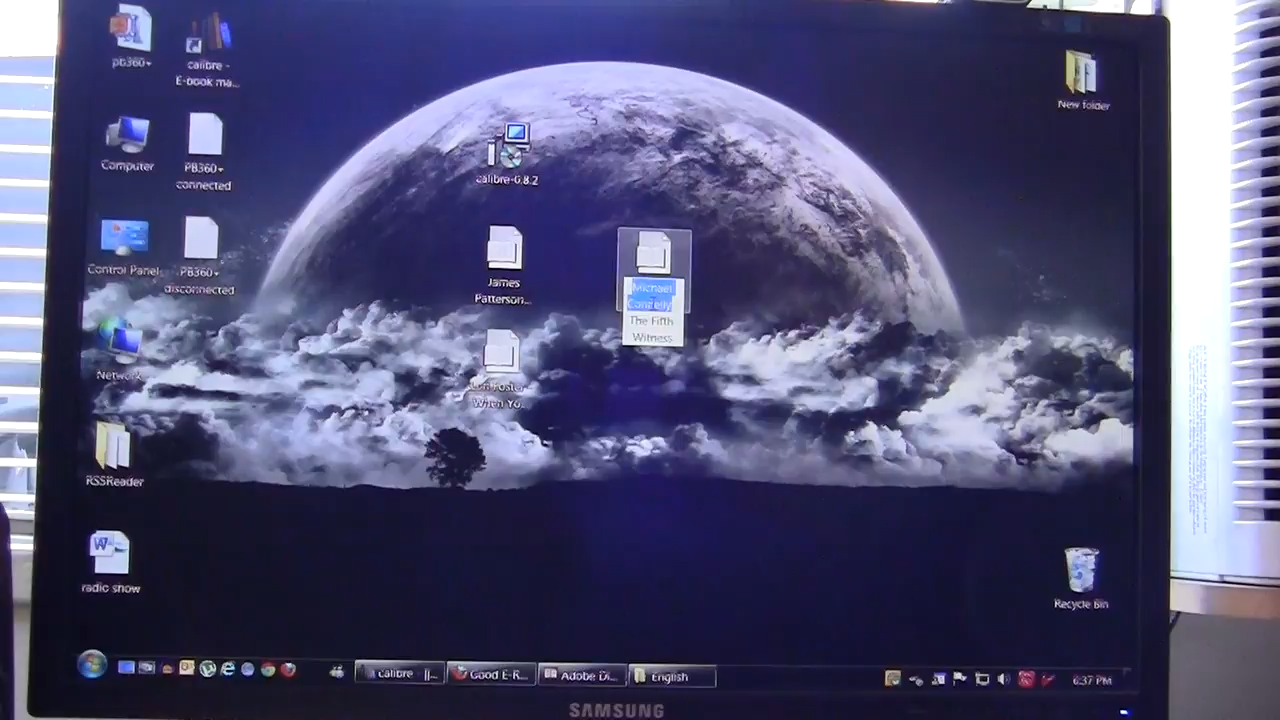 pb360+
calibre -
E-book ma...
New folder
Computer
PB360+
connected
calibre-0.8.2
Control Panel
PB360+
disconnected
James
Patterson...
Michael
Connelly
The Fifth
Witness
Network
Lori Foster
When Yo...
RSSReader
radio show
Recycle Bin
calibre - ||...
Good E-R...
Adobe Di...
English
6:37 PM
SAMSUNG